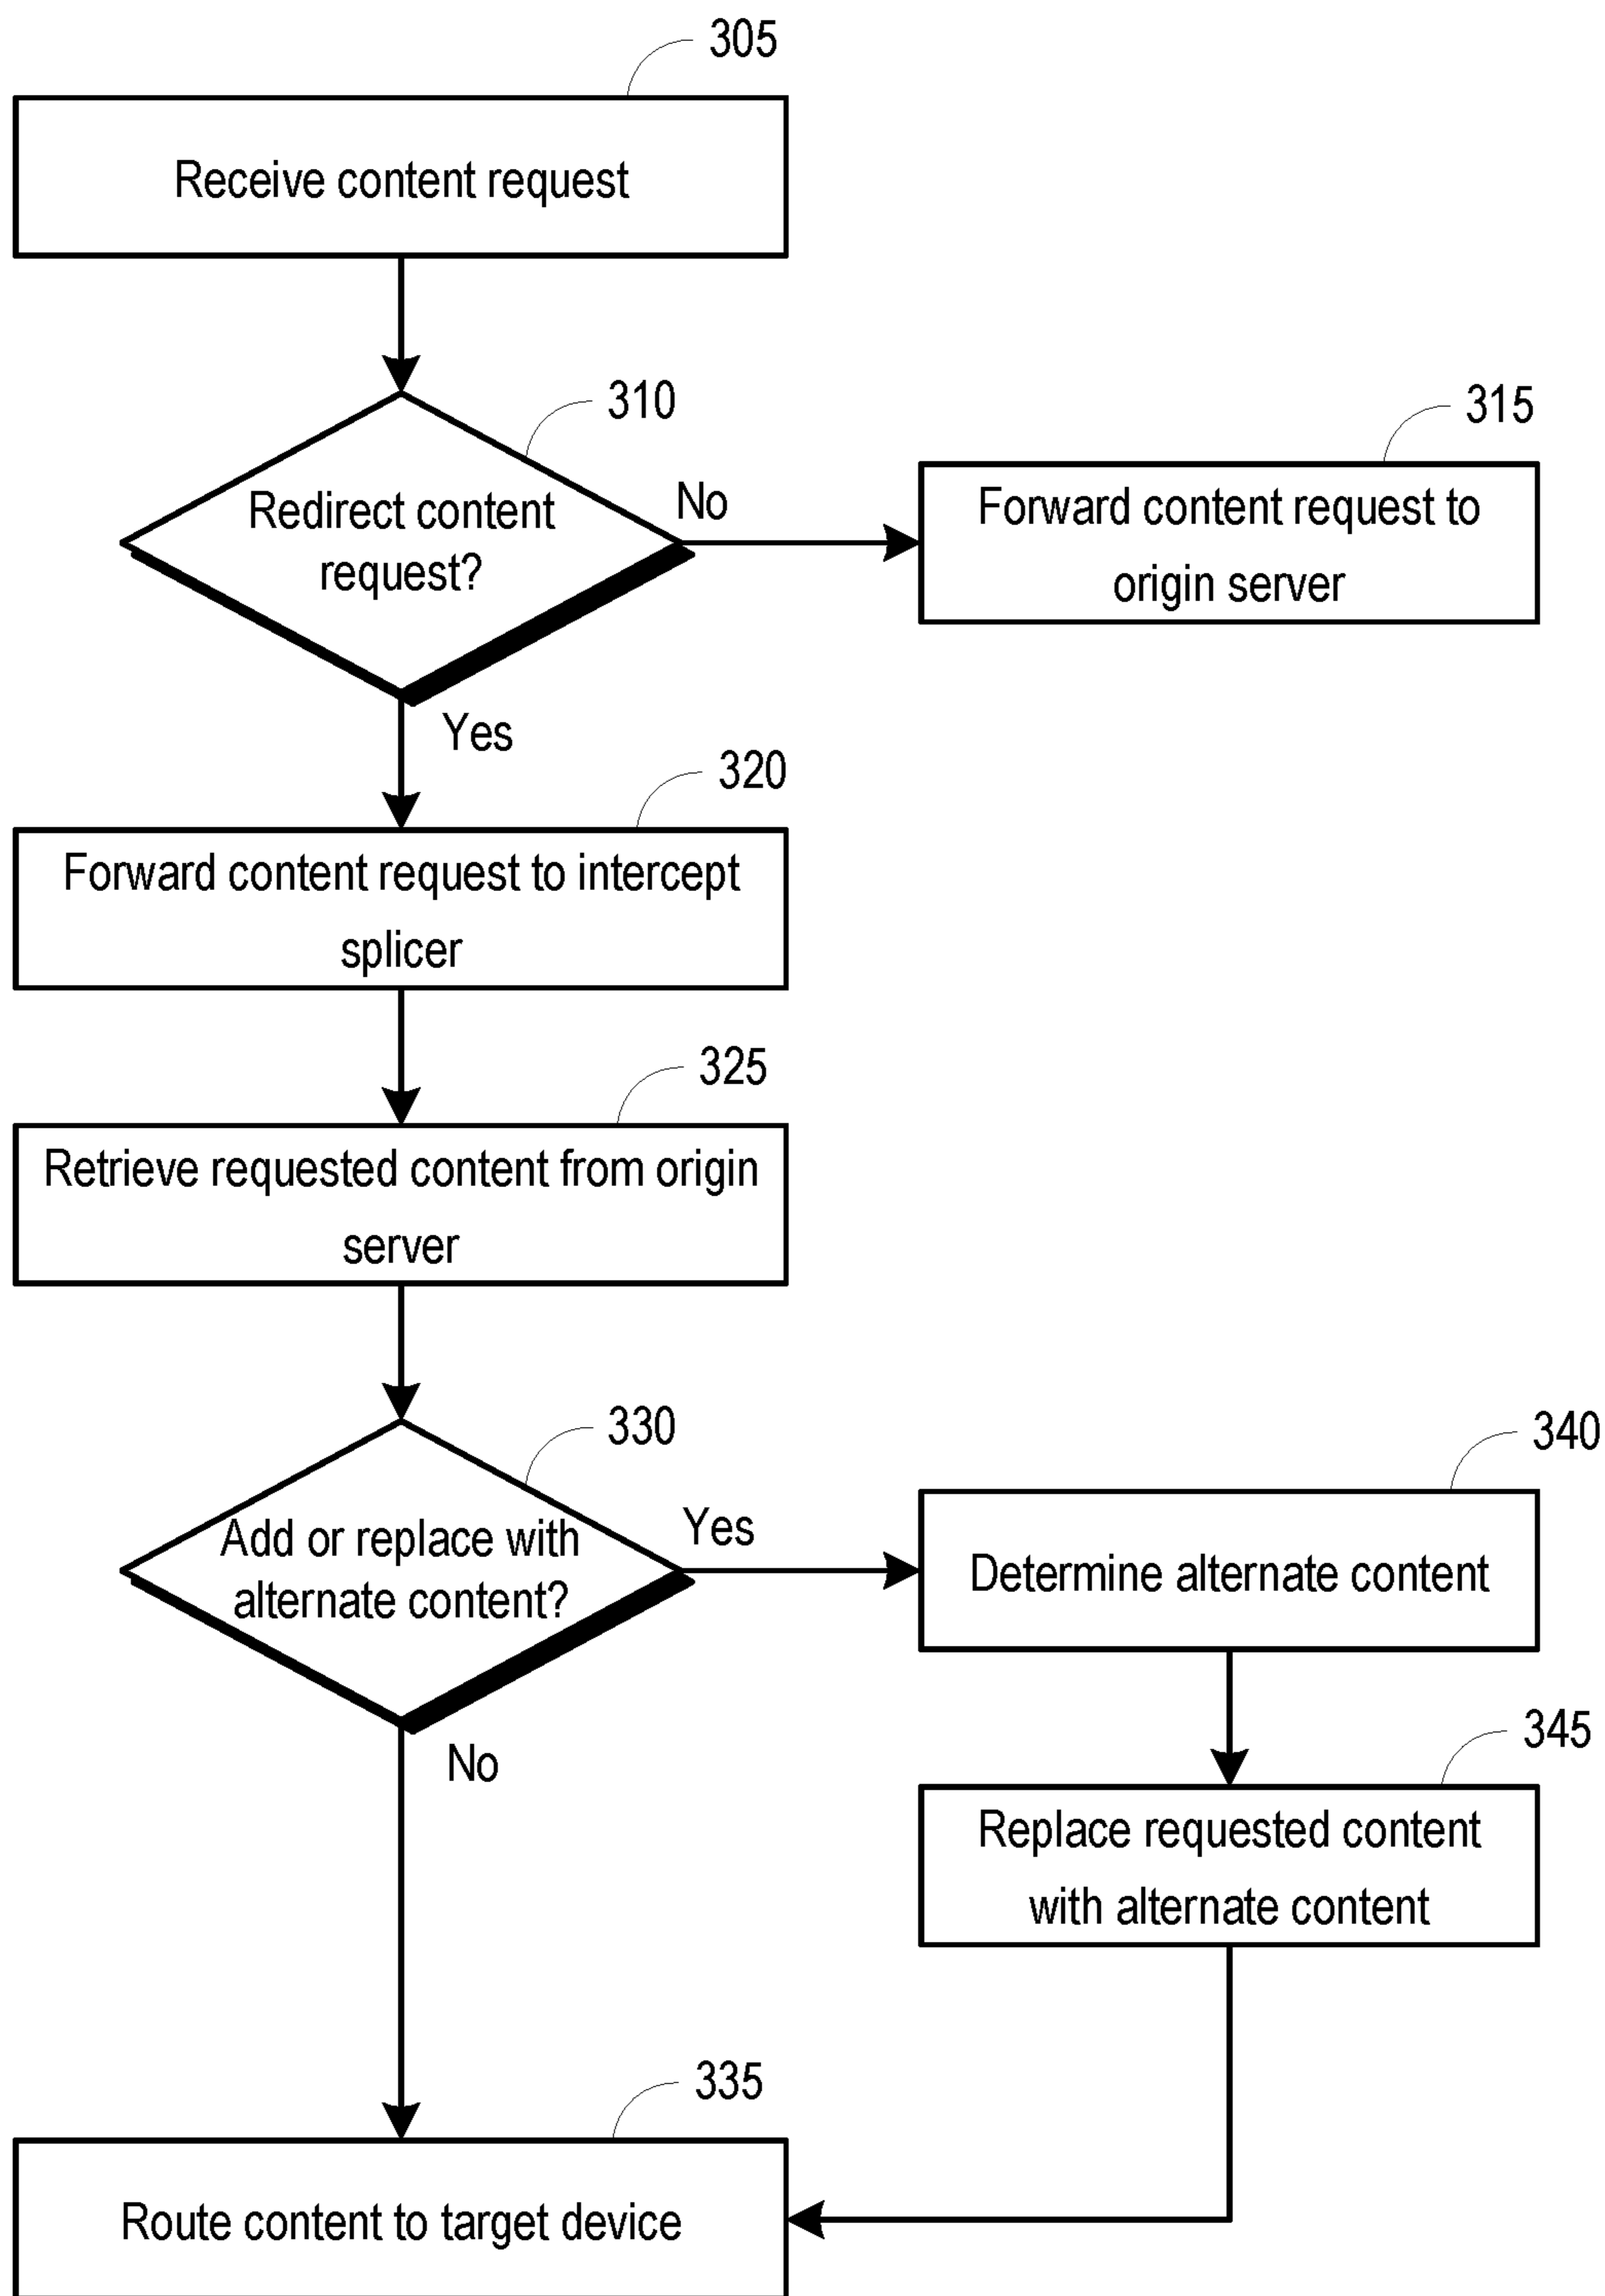 305
Receive content request
310
Redirect content
request?
No
315
Forward content request to
origin server
Yes
320
Forward content request to intercept
splicer
325
Retrieve requested content from origin
server
330
Add or replace with
alternate content?
Yes
340
Determine alternate content
No
345
Replace requested content
with alternate content
335
Route content to target device